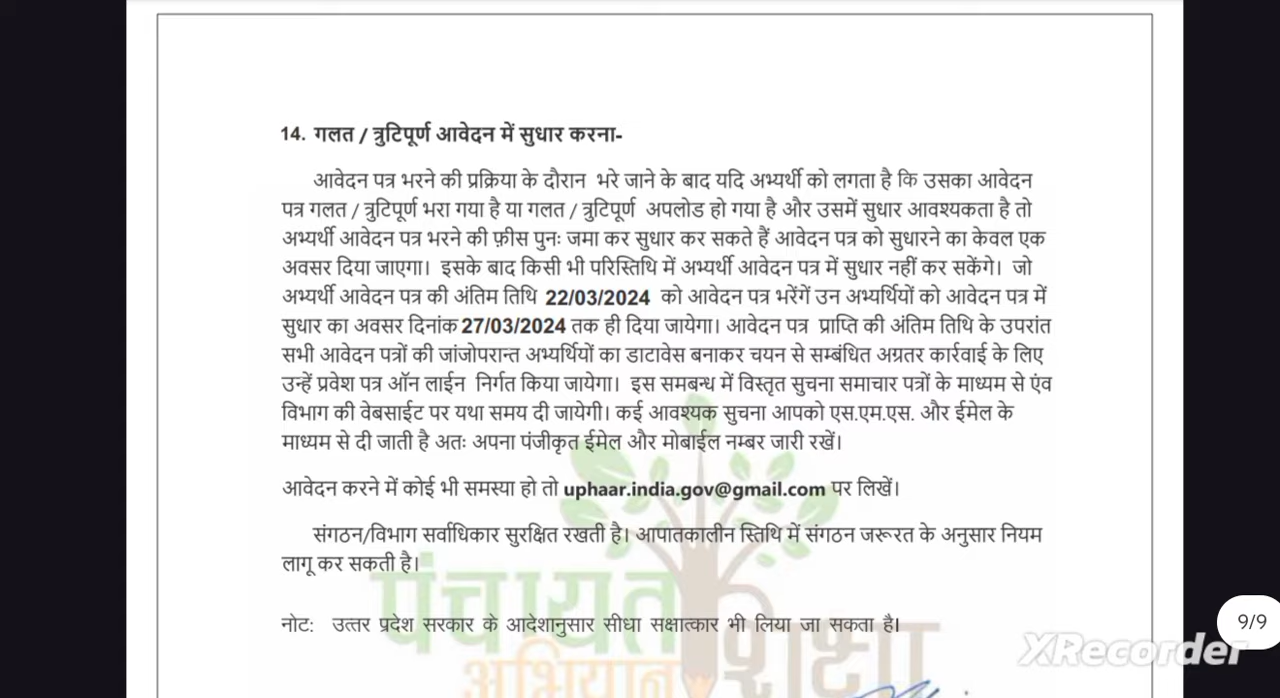 14. गलत / त्रुटिपूर्ण आवेदन में सुधार करना-
आवेदन पत्र भरने की प्रक्रिया के दौरान भरे जाने के बाद यदि अभ्यर्थी को लगता है कि उसका आवेदन
पत्र गलत / त्रुटिपूर्ण भरा गया है या गलत / त्रुटिपूर्ण अपलोड हो गया है और उसमें सुधार आवश्यकता है तो
अभ्यर्थी आवेदन पत्र भरने की फ़ीस पुनः जमा कर सुधार कर सकते हैं आवेदन पत्र को सुधारने का केवल एक
अवसर दिया जाएगा। इसके बाद किसी भी परिस्तिथि में अभ्यर्थी आवेदन पत्र में सुधार नहीं कर सकेंगे। जो
अभ्यर्थी आवेदन पत्र की अंतिम तिथि 22/03/2024 को आवेदन पत्र भरेंगें उन अभ्यर्थियों को आवेदन पत्र में
सुधार का अवसर दिनांक 27/03/2024 तक ही दिया जायेगा। आवेदन पत्र प्राप्ति की अंतिम तिथि के उपरांत
सभी आवेदन पत्रों की जांजोपरान्त अभ्यर्थियों का डाटावेस बनाकर चयन से सम्बंधित अग्रतर कार्रवाई के लिए
उन्हें प्रवेश पत्र ऑन लाईन निर्गत किया जायेगा। इस समबन्ध में विस्तृत सुचना समाचार पत्रों के माध्यम से एंव
विभाग की वेबसाईट पर यथा समय दी जायेगी। कई आवश्यक सुचना आपको एस.एम.एस. और ईमेल के
माध्यम से दी जाती है अतः अपना पंजीकृत ईमेल और मोबाईल नम्बर जारी रखें।
आवेदन करने में कोई भी समस्या हो तो uphaar.india.gov@gmail.com पर लिखें।
संगठन/विभाग सर्वाधिकार सुरक्षित रखती है। आपातकालीन स्तिथि में संगठन जरूरत के अनुसार नियम
लागू कर सकती है।
पंचायत
नोट: उत्तर प्रदेश सरकार के आदेशानुसार सीधा सक्षात्कार भी लिया जा सकता है।
9/9
शिक्षा
XRecorder
अभियान